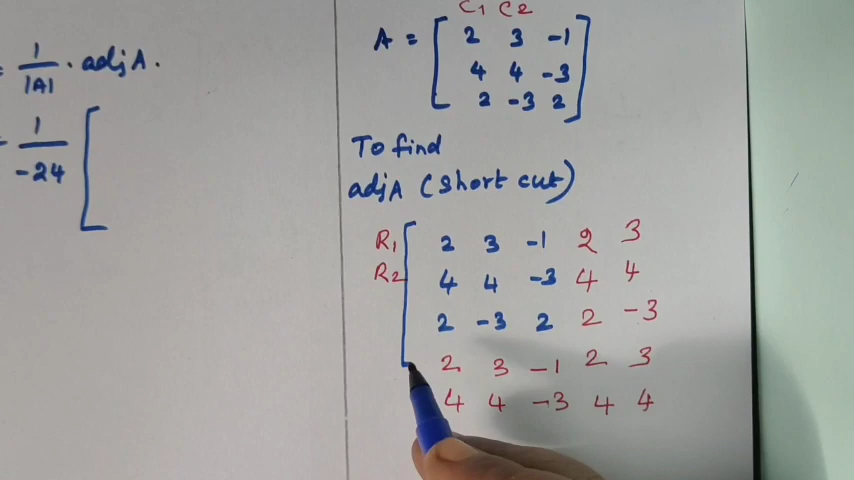 = 1/|A| · adj A.
= 1/-24 [
C1 C2
A = [ 2 3 -1
4 4 -3
2 -3 2 ]
To find
adjA (Short cut)
R1 [ 2 3 -1 2 3
R2 4 4 -3 4 4
2 -3 2 2 -3
2 3 -1 2 3
4 4 -3 4 4